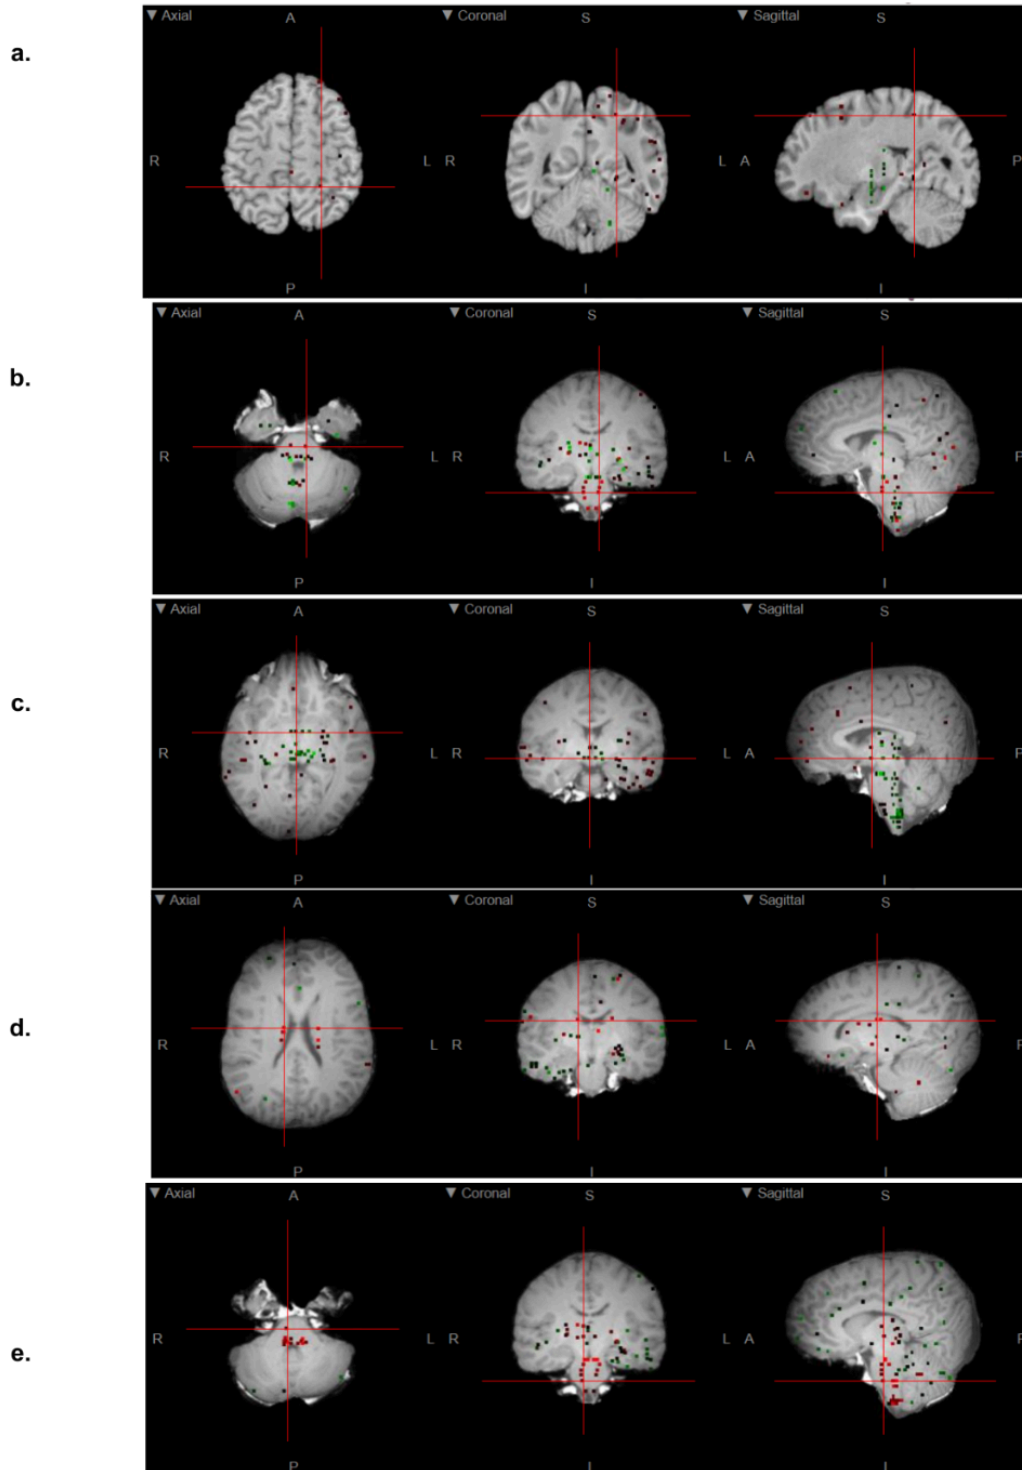 a.
▼ Axial A ▼ Coronal S ▼ Sagittal S
R L R L A P
P I I
b.
▼ Axial A ▼ Coronal S ▼ Sagittal S
R L R L A P
P I I
c.
▼ Axial A ▼ Coronal S ▼ Sagittal S
R L R L A P
P I I
d.
▼ Axial A ▼ Coronal S ▼ Sagittal S
R L R L A P
P I I
▼ Axial A ▼ Coronal S ▼ Sagittal S
e.
R L R L A P
P I I